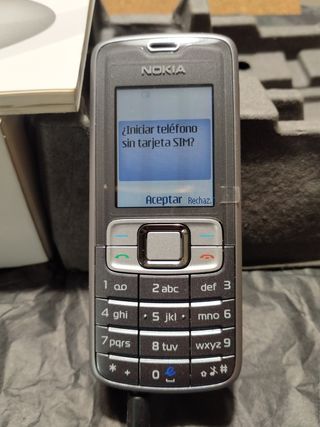 NOKIA
¿Iniciar teléfono
sin tarjeta SIM?
Aceptar Rechaz.
1 2 abc def 3
4 ghi 5 jkl mno 6
7 pqrs 8 tuv wxyz 9
* + 0 #